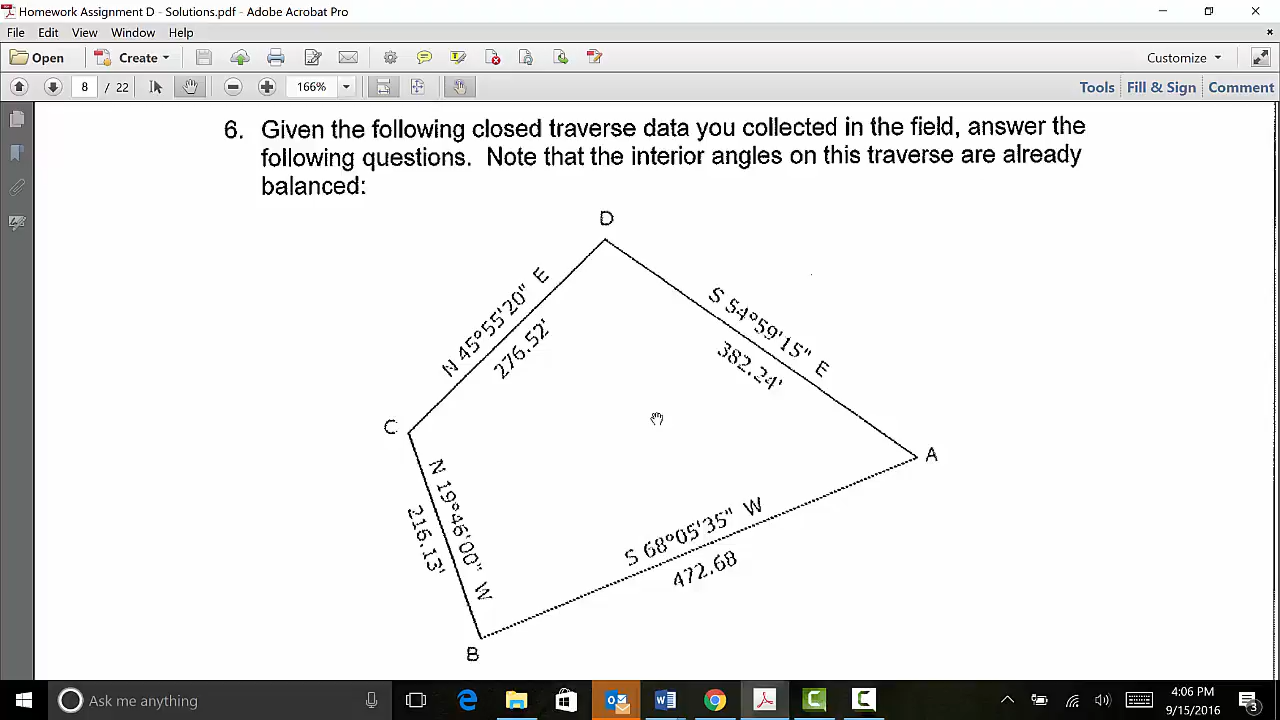 Homework Assignment D - Solutions.pdf - Adobe Acrobat Pro
File Edit View Window Help
Open Create Customize
8 / 22 166% Tools Fill & Sign Comment
6. Given the following closed traverse data you collected in the field, answer the
following questions. Note that the interior angles on this traverse are already
balanced:
D
N 45°55'20" E
276.52'
S 54°59'15" E
382.24'
C
A
N 19°46'00" W
216.13'
S 68°05'35" W
472.68
B
Ask me anything
4:06 PM
9/15/2016
3